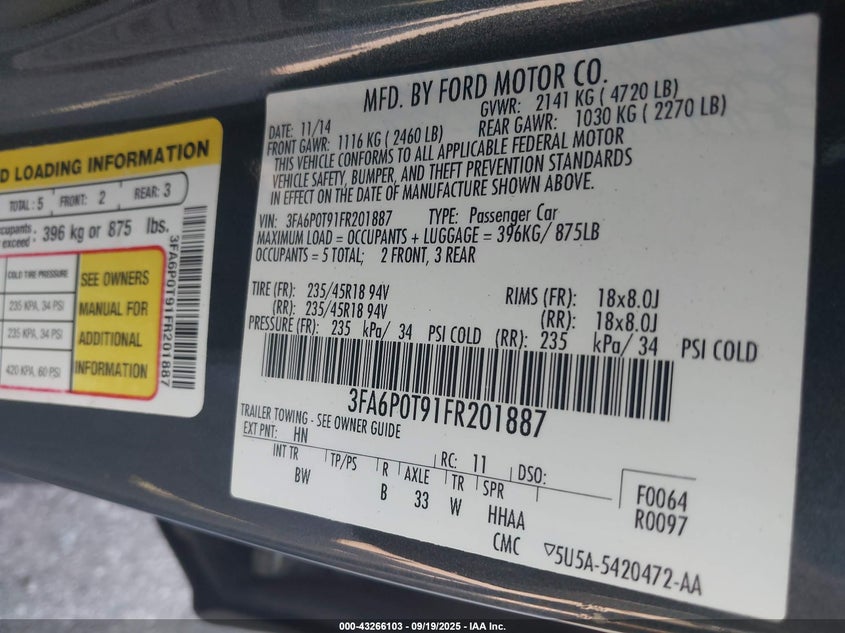 D LOADING INFORMATION
TOTAL: 5 FRONT: 2 REAR: 3
exceed 396 kg or 875 lbs.
COLD TIRE PRESSURE
235 KPA, 34 PSI
235 KPA, 34 PSI
420 KPA, 60 PSI
SEE OWNERS
MANUAL FOR
ADDITIONAL
INFORMATION
3FA6P0T91FR201887
MFD. BY FORD MOTOR CO.
DATE: 11/14 GVWR: 2141 KG ( 4720 LB)
FRONT GAWR: 1116 KG ( 2460 LB) REAR GAWR: 1030 KG ( 2270 LB)
THIS VEHICLE CONFORMS TO ALL APPLICABLE FEDERAL MOTOR
VEHICLE SAFETY, BUMPER, AND THEFT PREVENTION STANDARDS
IN EFFECT ON THE DATE OF MANUFACTURE SHOWN ABOVE.
VIN: 3FA6P0T91FR201887 TYPE: Passenger Car
MAXIMUM LOAD = OCCUPANTS + LUGGAGE = 396KG/ 875LB
OCCUPANTS = 5 TOTAL; 2 FRONT, 3 REAR
TIRE (FR): 235/45R18 94V RIMS (FR): 18x8.0J
(RR): 235/45R18 94V (RR): 18x8.0J
PRESSURE (FR): 235 kPa/ 34 PSI COLD (RR): 235 kPa/ 34 PSI COLD
3FA6P0T91FR201887
TRAILER TOWING - SEE OWNER GUIDE
EXT PNT: HN RC: 11 DSO:
INT TR TP/PS R AXLE TR SPR
BW B 33 W HHAA
CMC
F0064
R0097
5U5A-5420472-AA
000-43266103 - 09/19/2025 - IAA Inc.